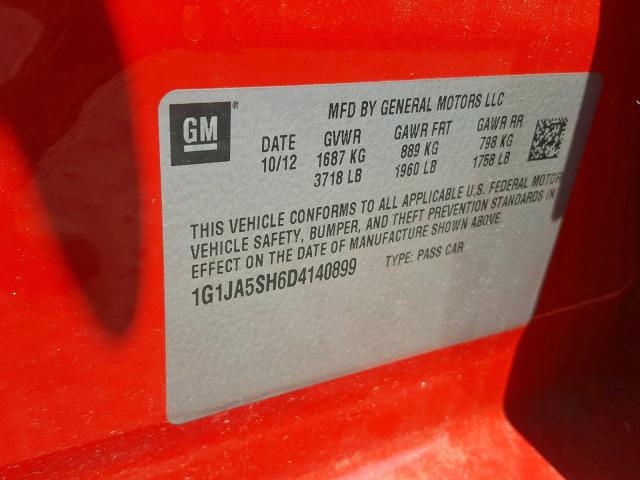 GM ®
MFD BY GENERAL MOTORS LLC
DATE GVWR GAWR FRT GAWR RR
10/12 1687 KG 889 KG 798 KG
3718 LB 1960 LB 1758 LB
THIS VEHICLE CONFORMS TO ALL APPLICABLE U.S. FEDERAL MOTOR
VEHICLE SAFETY, BUMPER, AND THEFT PREVENTION STANDARDS IN
EFFECT ON THE DATE OF MANUFACTURE SHOWN ABOVE
1G1JA5SH6D4140899 TYPE: PASS CAR